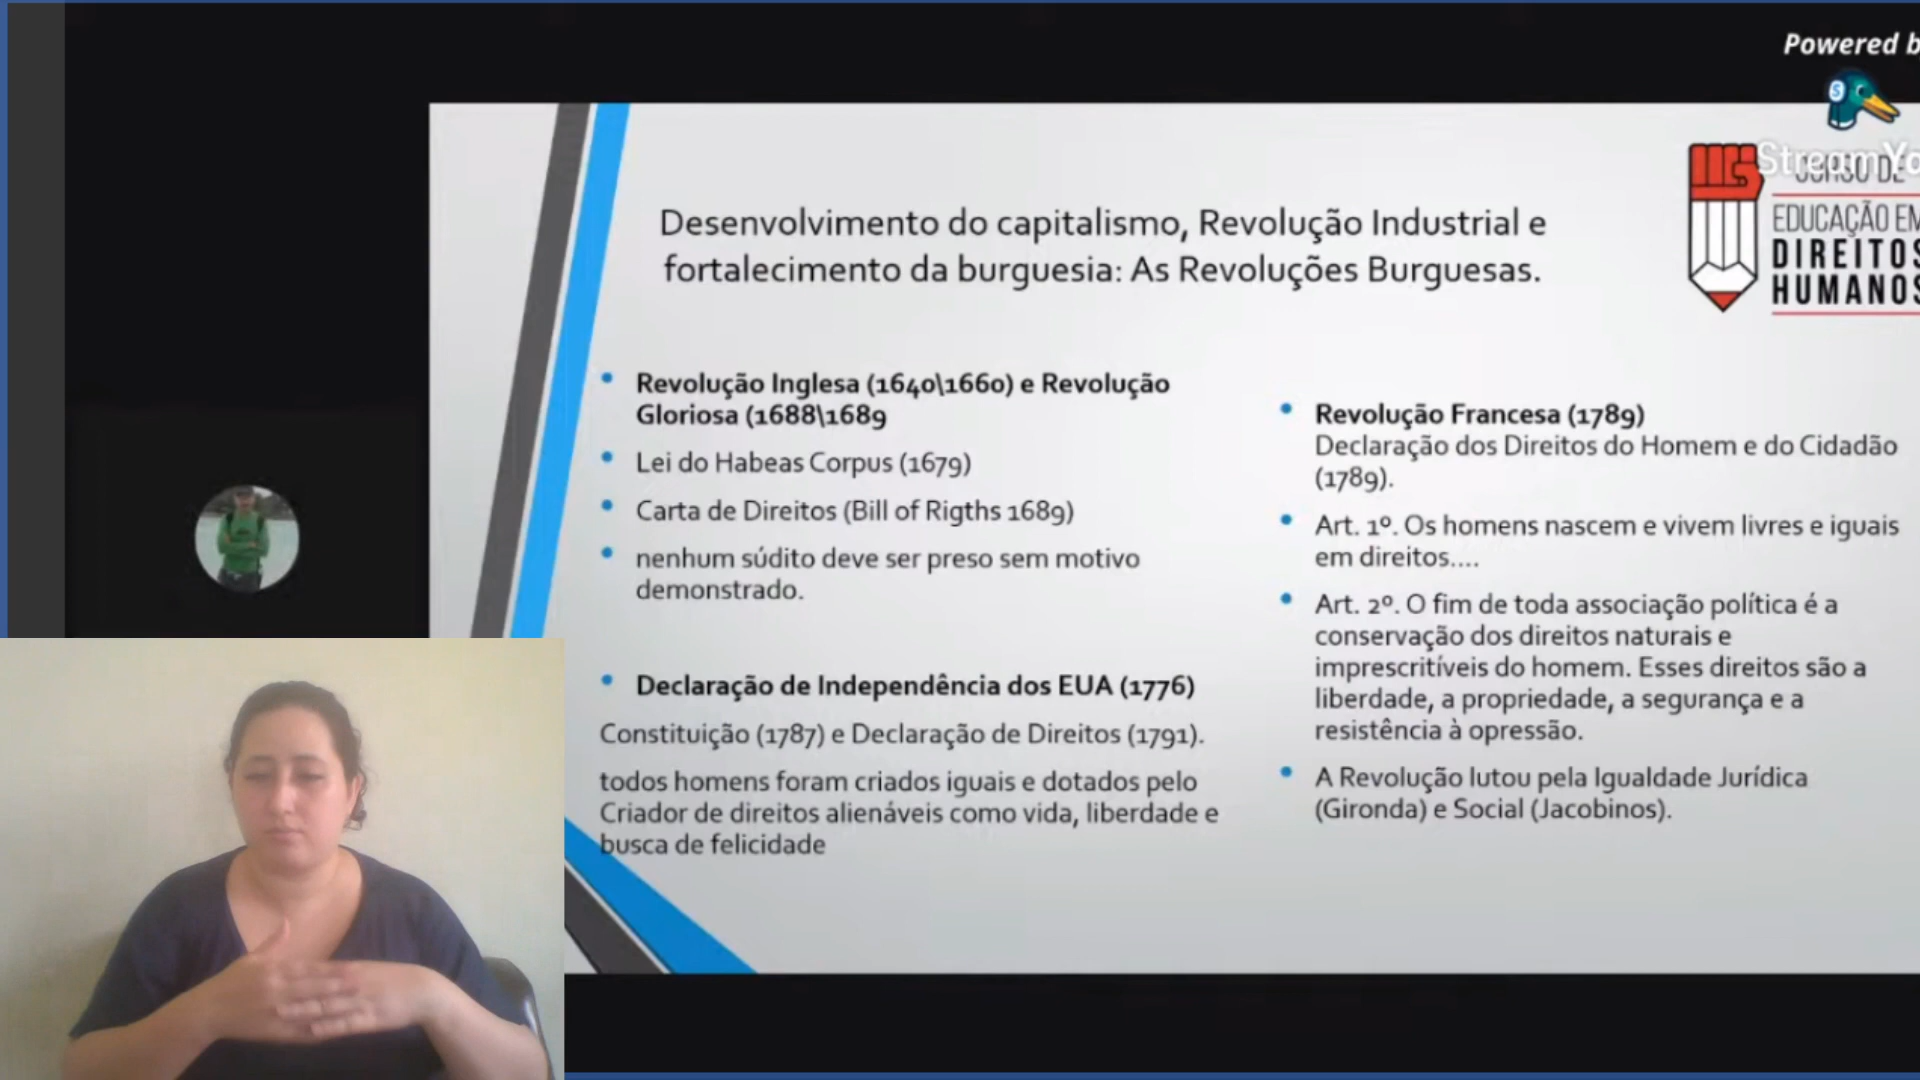 Powered b
StreamYo
CURSO DE
EDUCAÇÃO EM
DIREITOS
HUMANOS
Desenvolvimento do capitalismo, Revolução Industrial e
fortalecimento da burguesia: As Revoluções Burguesas.
• Revolução Inglesa (1640\1660) e Revolução
Gloriosa (1688\1689
• Lei do Habeas Corpus (1679)
• Carta de Direitos (Bill of Rigths 1689)
• nenhum súdito deve ser preso sem motivo
demonstrado.
• Declaração de Independência dos EUA (1776)
Constituição (1787) e Declaração de Direitos (1791).
todos homens foram criados iguais e dotados pelo
Criador de direitos alienáveis como vida, liberdade e
busca de felicidade
• Revolução Francesa (1789)
Declaração dos Direitos do Homem e do Cidadão
(1789).
• Art. 1º. Os homens nascem e vivem livres e iguais
em direitos....
• Art. 2º. O fim de toda associação política é a
conservação dos direitos naturais e
imprescritíveis do homem. Esses direitos são a
liberdade, a propriedade, a segurança e a
resistência à opressão.
• A Revolução lutou pela Igualdade Jurídica
(Gironda) e Social (Jacobinos).